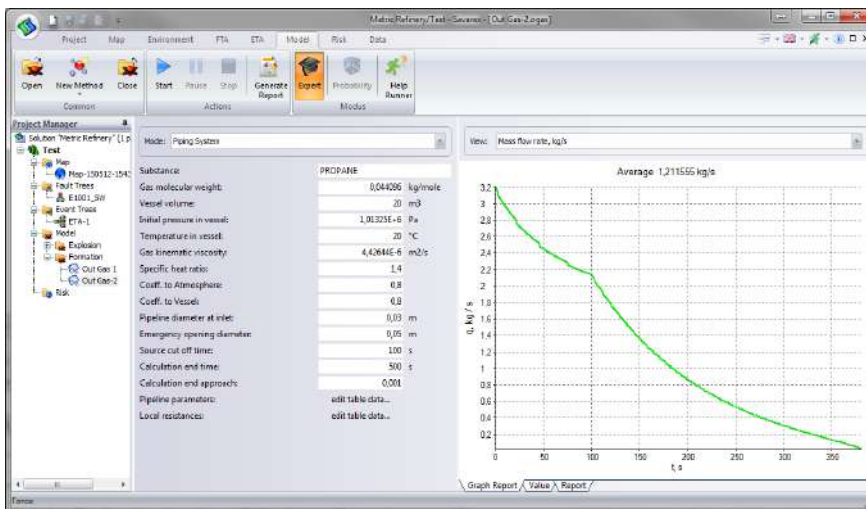 Metric Refinery/Test - Savanex - [Out Gas-2.ogas]
Project Map Environment FTA ETA Model Risk Data
Open New Method Close Start Pause Stop Generate Report Expert Probability Help Runner
Common Actions Modus
Project Manager
Solution "Metric Refinery" (1 p
Test
Map
Map-150512-154
Fault Trees
E1001_SW
Event Trees
ETA-1
Model
Explosion
Formation
Out Gas 1
Out Gas-2
Risk
Mode: Piping System
Substance: PROPANE
Gas molecular weight: 0,044096 kg/mole
Vessel volume: 20 m3
Initial pressure in vessel: 1,01325E+6 Pa
Temperature in vessel: 20 °C
Gas kinematic viscosity: 4,42644E-6 m2/s
Specific heat ratio: 1,4
Coeff. to Atmosphere: 0,8
Coeff. to Vessel: 0,8
Pipeline diameter at inlet: 0,03 m
Emergency opening diameter: 0,05 m
Source cut off time: 100 s
Calculation end time: 500 s
Calculation end approach: 0,001
Pipeline parameters: edit table data...
Local resistances: edit table data...
View: Mass flow rate, kg/s
Average 1,211555 kg/s
3.2
3
2.8
2.6
2.4
2.2
2
1.8
1.6
1.4
1.2
1
0.8
0.6
0.4
0.2
q, kg / s
0 50 100 150 200 250 300 350
t, s
Graph Report Value Report